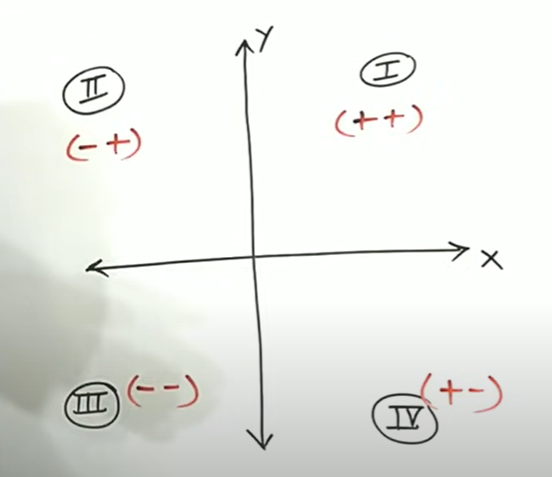 Y
II
I
(- +)
(+ +)
X
III (- -)
IV (+ -)